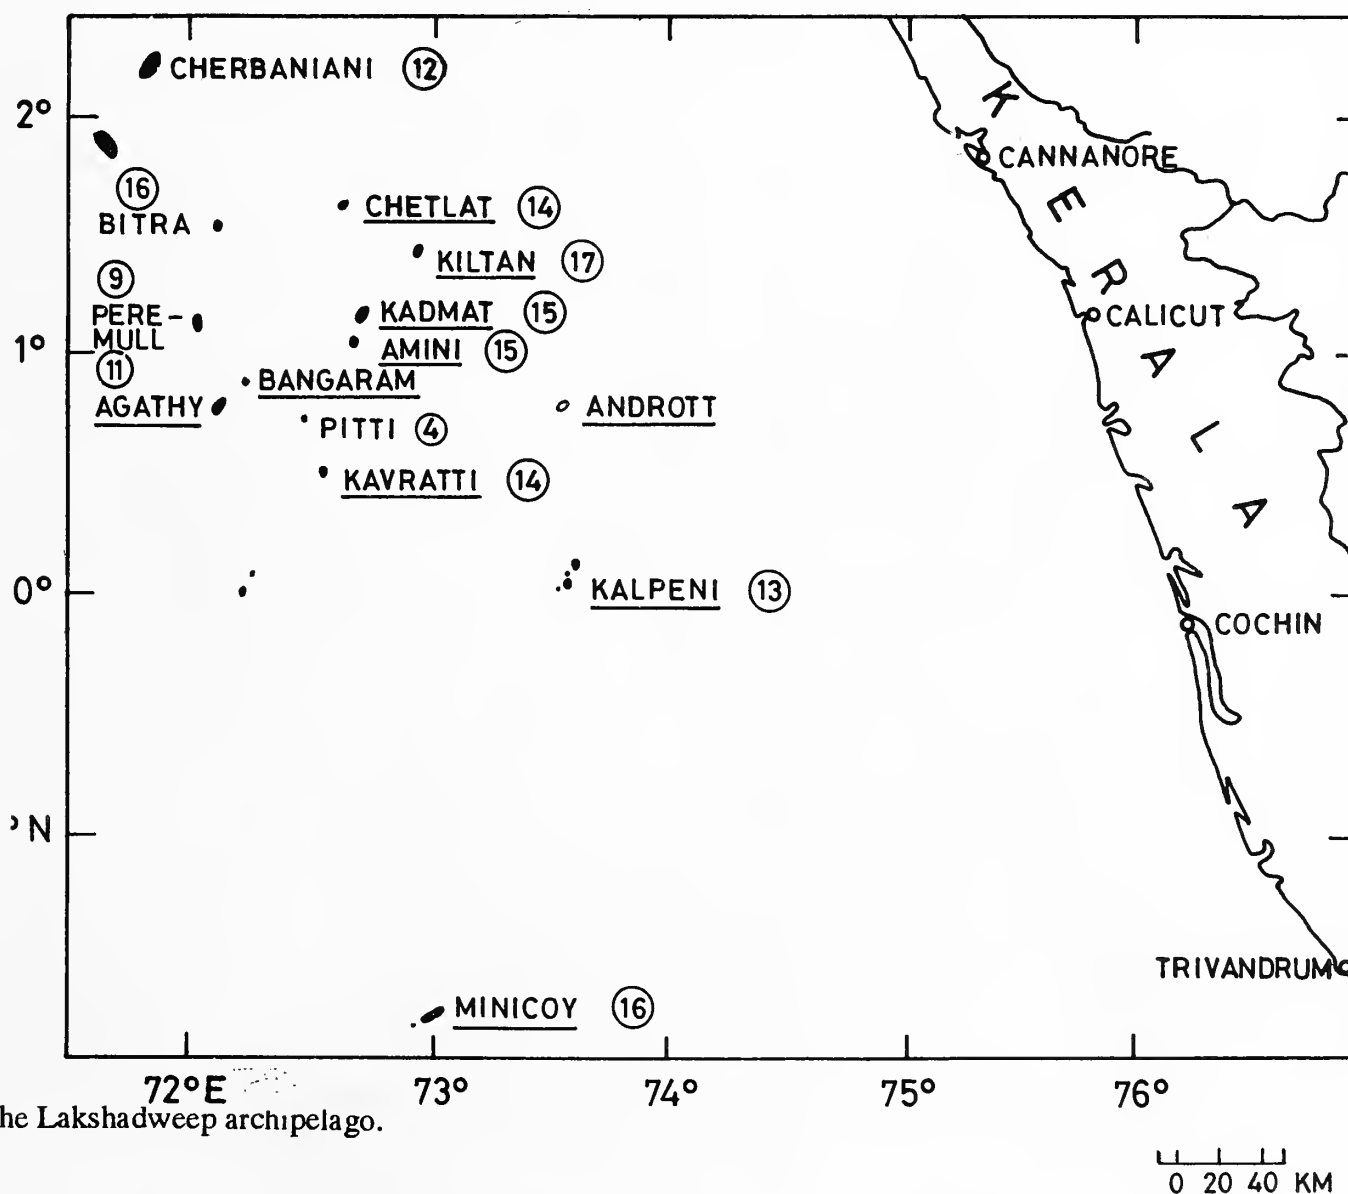 CHERBANIANI 12
2°
CANNANORE
16
BITRA
CHETLAT 14
KILTAN 17
9
PERE-
MULL
KADMAT 15
AMINI 15
CALICUT
1°
11
BANGARAM
AGATHY
PITTI 4
ANDROTT
KAVRATTI 14
KERALA
0°
KALPENI 13
COCHIN
°N
TRIVANDRUM
MINICOY 16
72°E 73° 74° 75° 76°
he Lakshadweep archipelago.
0 20 40 KM